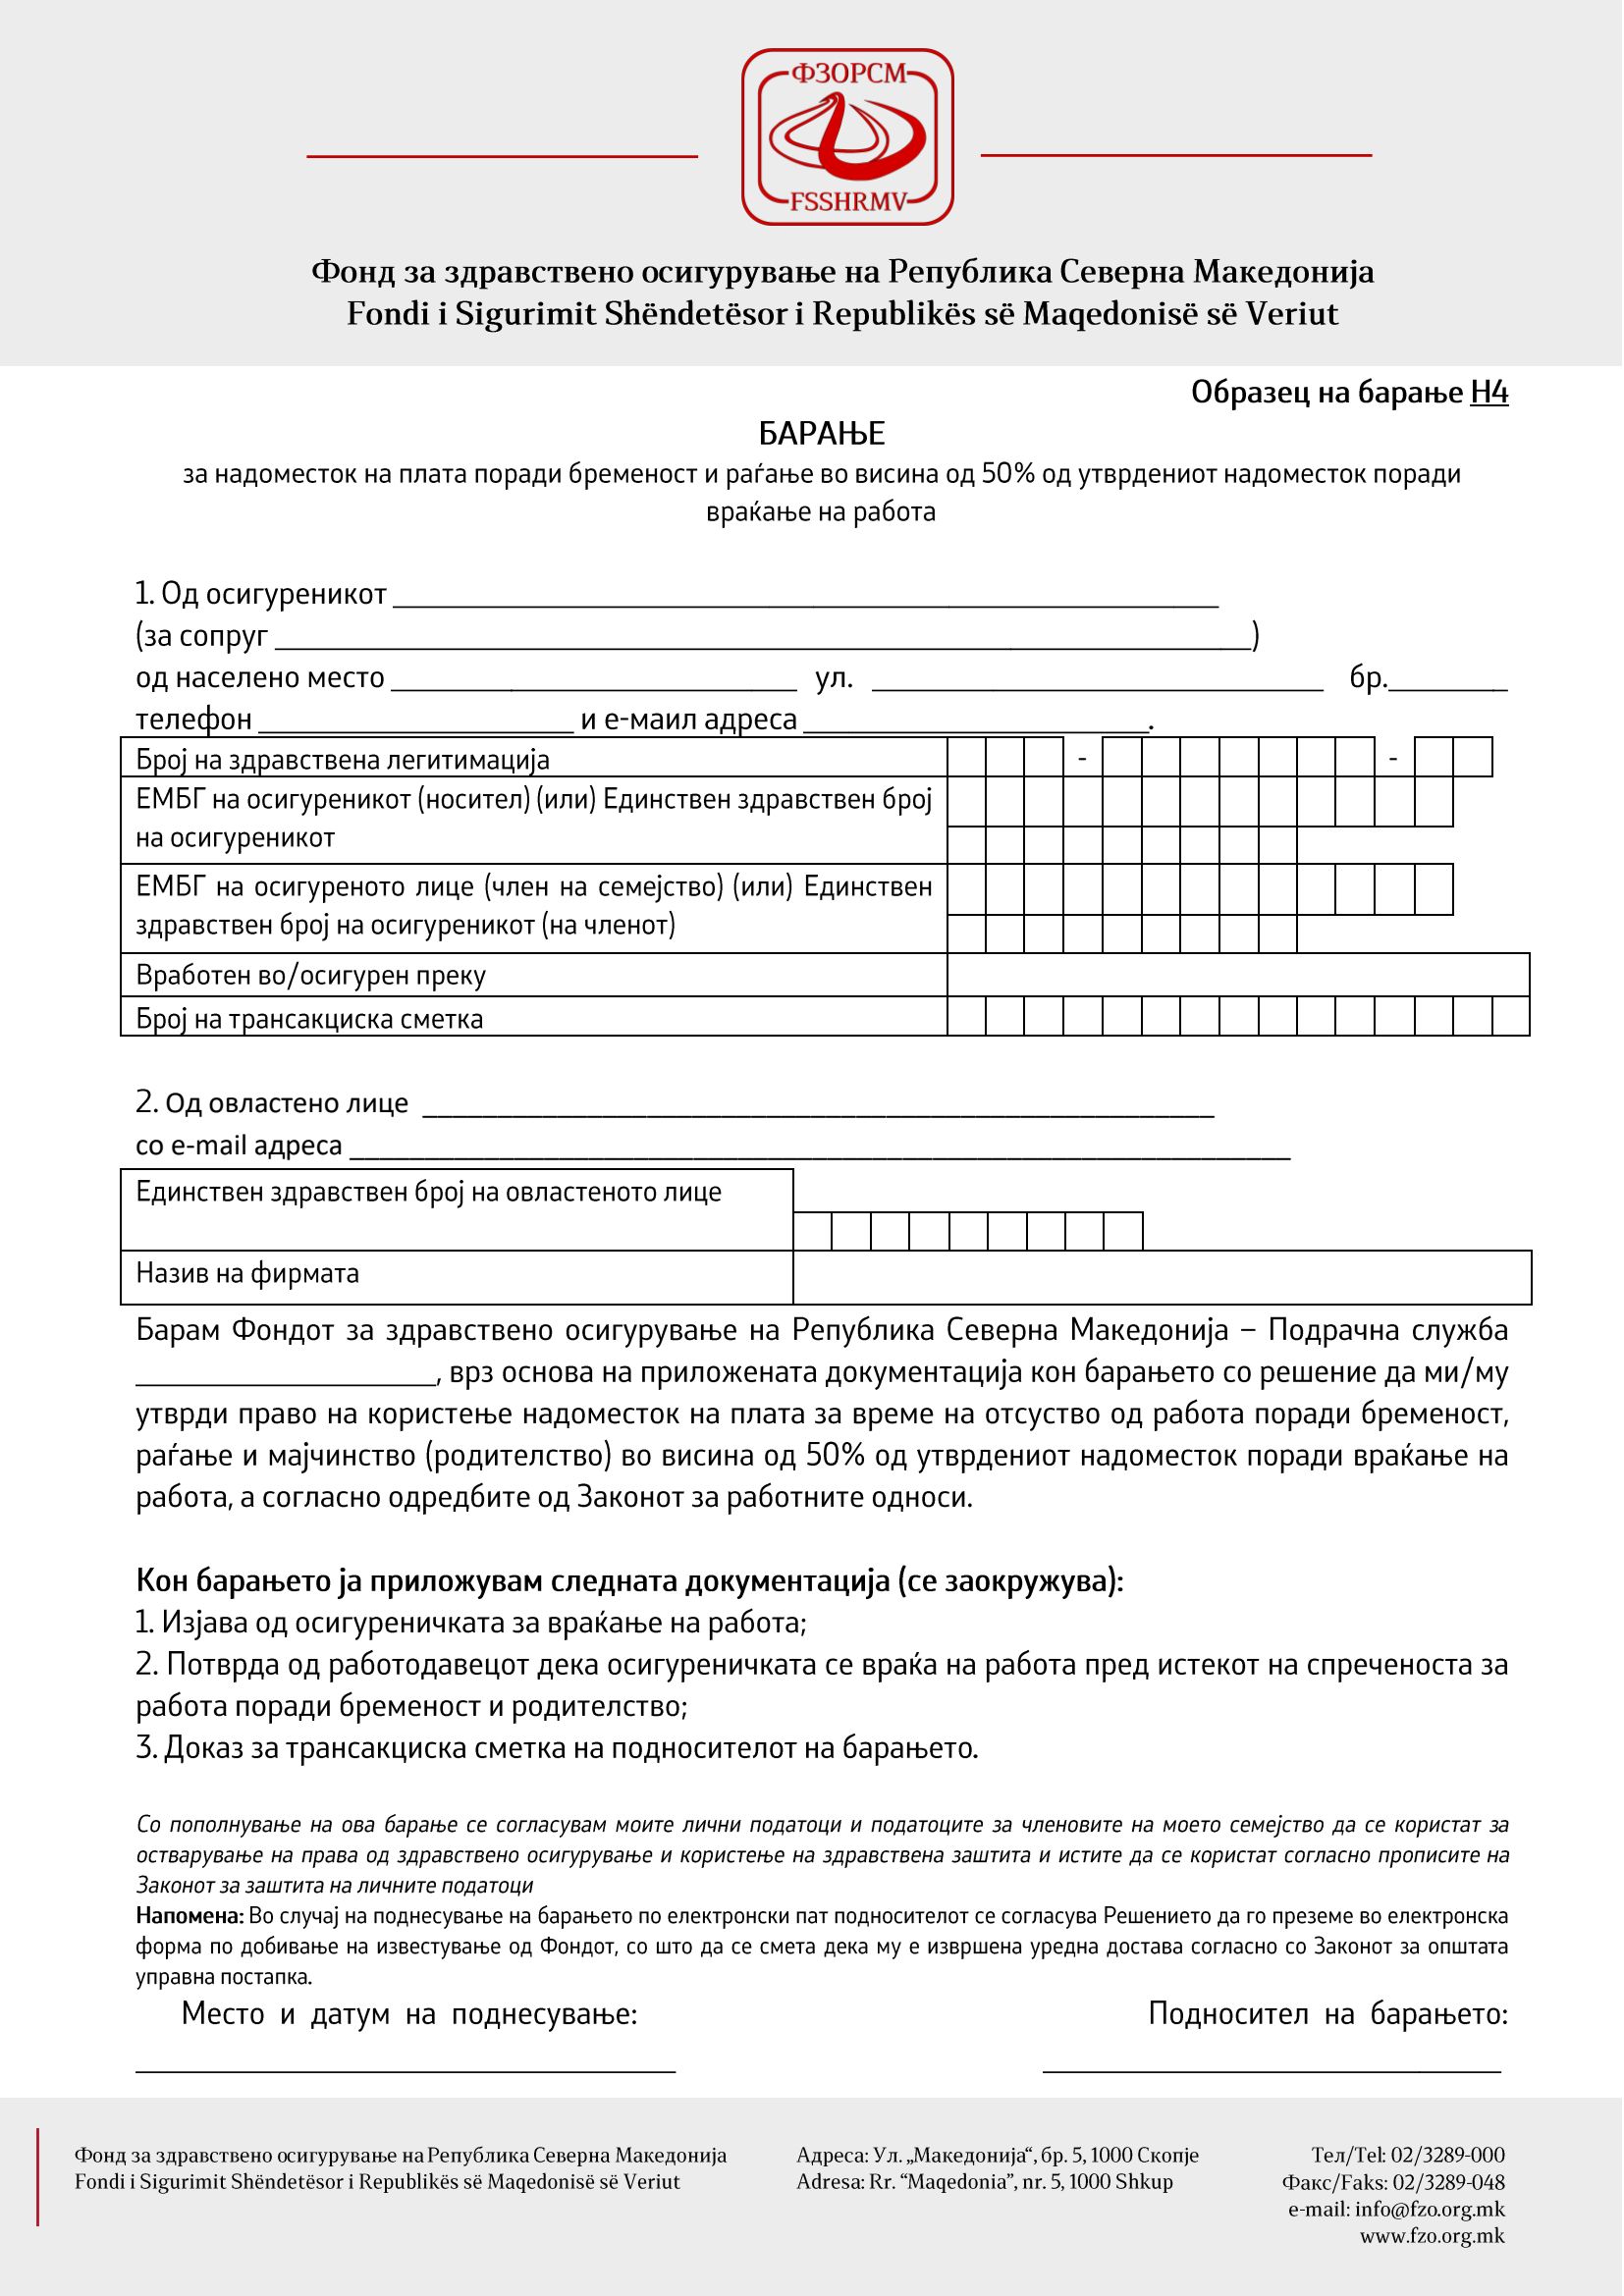 ФЗОРСМ
FSSHRMV
Фонд за здравствено осигурување на Република Северна Македонија
Fondi i Sigurimit Shëndetësor i Republikës së Maqedonisë së Veriut
Образец на барање Н4
БАРАЊЕ
за надоместок на плата поради бременост и раѓање во висина од 50% од утврдениот надоместок поради
враќање на работа
1. Од осигуреникот ____________________
(за сопруг ____________________)
од населено место __________ ул. __________ бр.______
телефон __________ и е-маил адреса __________.
Број на здравствена легитимација - -
ЕМБГ на осигуреникот (носител) (или) Единствен здравствен број
на осигуреникот
ЕМБГ на осигуреното лице (член на семејство) (или) Единствен
здравствен број на осигуреникот (на членот)
Вработен во/осигурен преку
Број на трансакциска сметка
2. Од овластено лице ____________________
со e-mail адреса ____________________
Единствен здравствен број на овластеното лице
Назив на фирмата
Барам Фондот за здравствено осигурување на Република Северна Македонија – Подрачна служба
____________________, врз основа на приложената документација кон барањето со решение да ми/му
утврди право на користење надоместок на плата за време на отсуство од работа поради бременост,
раѓање и мајчинство (родителство) во висина од 50% од утврдениот надоместок поради враќање на
работа, а согласно одредбите од Законот за работните односи.
Кон барањето ја приложувам следната документација (се заокружува):
1. Изјава од осигуреничката за враќање на работа;
2. Потврда од работодавецот дека осигуреничката се враќа на работа пред истекот на спреченоста за
работа поради бременост и родителство;
3. Доказ за трансакциска сметка на подносителот на барањето.
Со пополнување на ова барање се согласувам моите лични податоци и податоците за членовите на моето семејство да се користат за
остварување на права од здравствено осигурување и користење на здравствена заштита и истите да се користат согласно прописите на
Законот за заштита на личните податоци
Напомена: Во случај на поднесување на барањето по електронски пат подносителот се согласува Решението да го преземе во електронска
форма по добивање на известување од Фондот, со што да се смета дека му е извршена уредна достава согласно со Законот за општата
управна постапка.
Место и датум на поднесување: Подносител на барањето:
____________________ ____________________
Фонд за здравствено осигурување на Република Северна Македонија
Fondi i Sigurimit Shëndetësor i Republikës së Maqedonisë së Veriut
Адреса: Ул. „Македонија“, бр. 5, 1000 Скопје
Adresa: Rr. “Maqedonia”, nr. 5, 1000 Shkup
Тел/Tel: 02/3289-000
Факс/Faks: 02/3289-048
e-mail: info@fzo.org.mk
www.fzo.org.mk